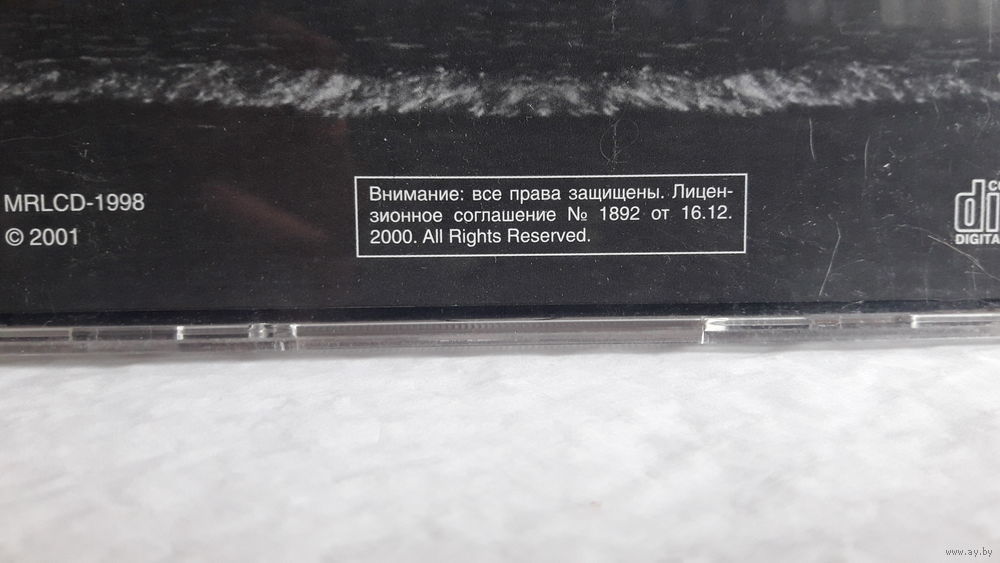 MRLCD-1998
© 2001
Внимание: все права защищены. Лицен-
зионное соглашение № 1892 от 16.12.
2000. All Rights Reserved.
DIGITA
www.ay.by